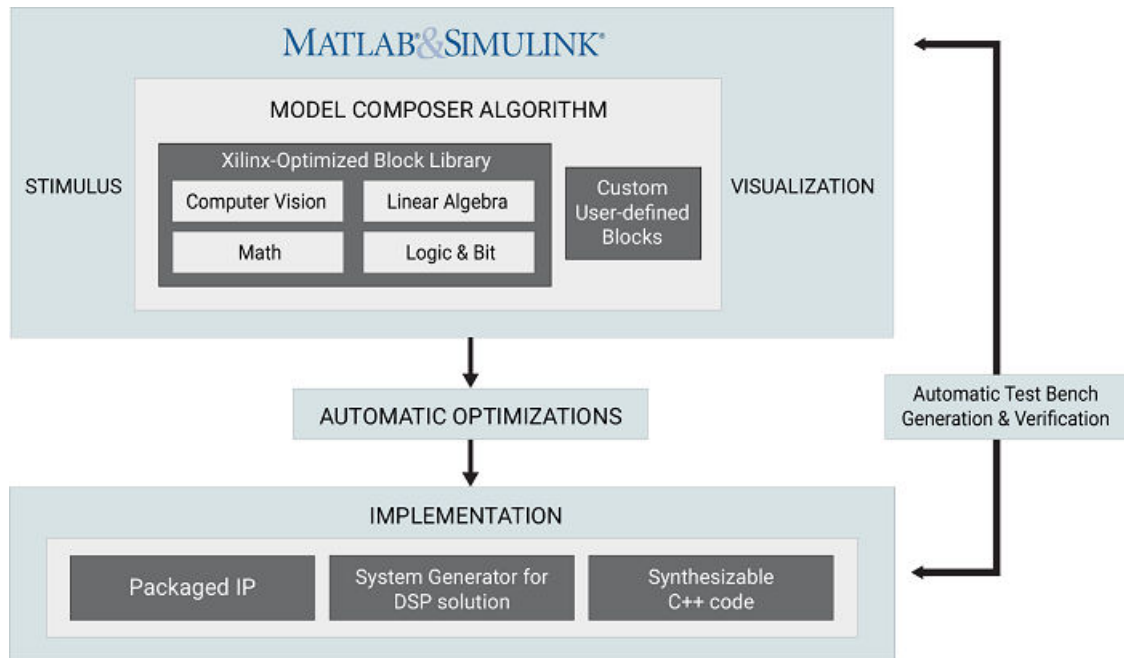 MATLAB®&SIMULINK®
MODEL COMPOSER ALGORITHM
Xilinx-Optimized Block Library
STIMULUS
Computer Vision
Linear Algebra
Custom
User-defined
Blocks
VISUALIZATION
Math
Logic & Bit
AUTOMATIC OPTIMIZATIONS
Automatic Test Bench
Generation & Verification
IMPLEMENTATION
Packaged IP
System Generator for
DSP solution
Synthesizable
C++ code